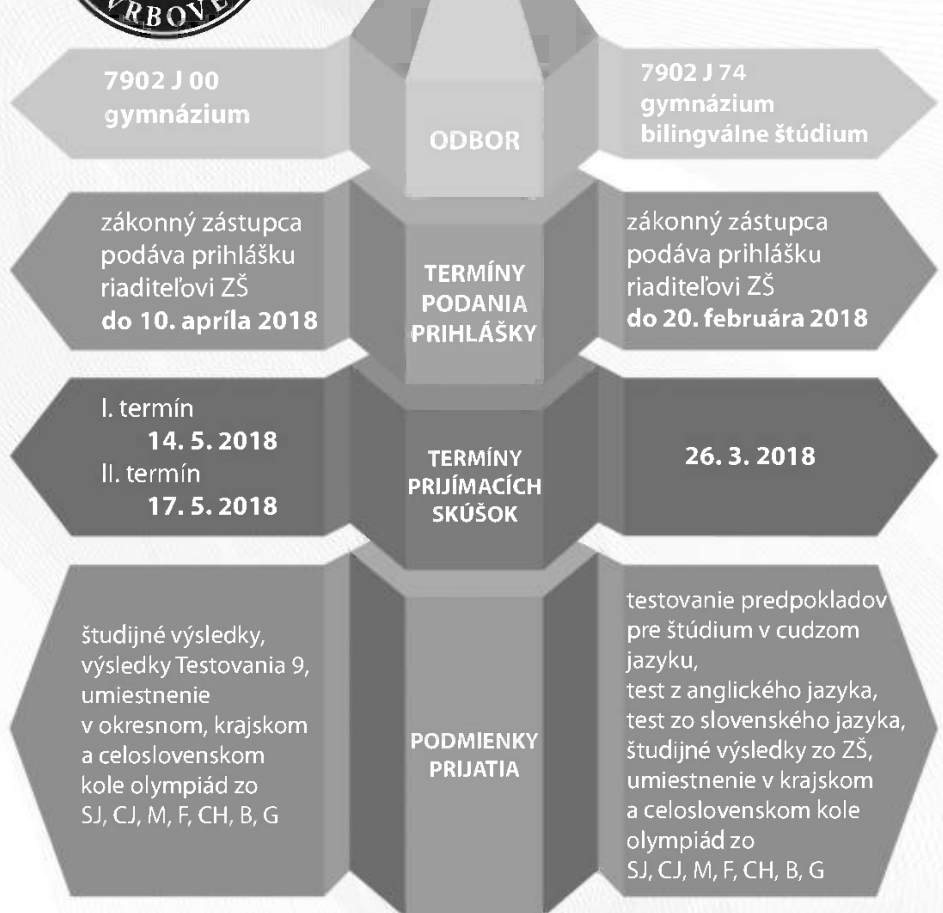 VRBOVÉ
7902 J 00
gymnázium
ODBOR
7902 J 74
gymnázium
bilingválne štúdium
zákonný zástupca
podáva prihlášku
riaditeľovi ZŠ
do 10. apríla 2018
TERMÍNY
PODANIA
PRIHLÁŠKY
zákonný zástupca
podáva prihlášku
riaditeľovi ZŠ
do 20. februára 2018
I. termín
14. 5. 2018
II. termín
17. 5. 2018
TERMÍNY
PRIJÍMACÍCH
SKÚŠOK
26. 3. 2018
študijné výsledky,
výsledky Testovania 9,
umiestnenie
v okresnom, krajskom
a celoslovenskom
kole olympiád zo
SJ, CJ, M, F, CH, B, G
PODMIENKY
PRIJATIA
testovanie predpokladov
pre štúdium v cudzom
jazyku,
test z anglického jazyka,
test zo slovenského jazyka,
študijné výsledky zo ZŠ,
umiestnenie v krajskom
a celoslovenskom kole
olympiád zo
SJ, CJ, M, F, CH, B, G